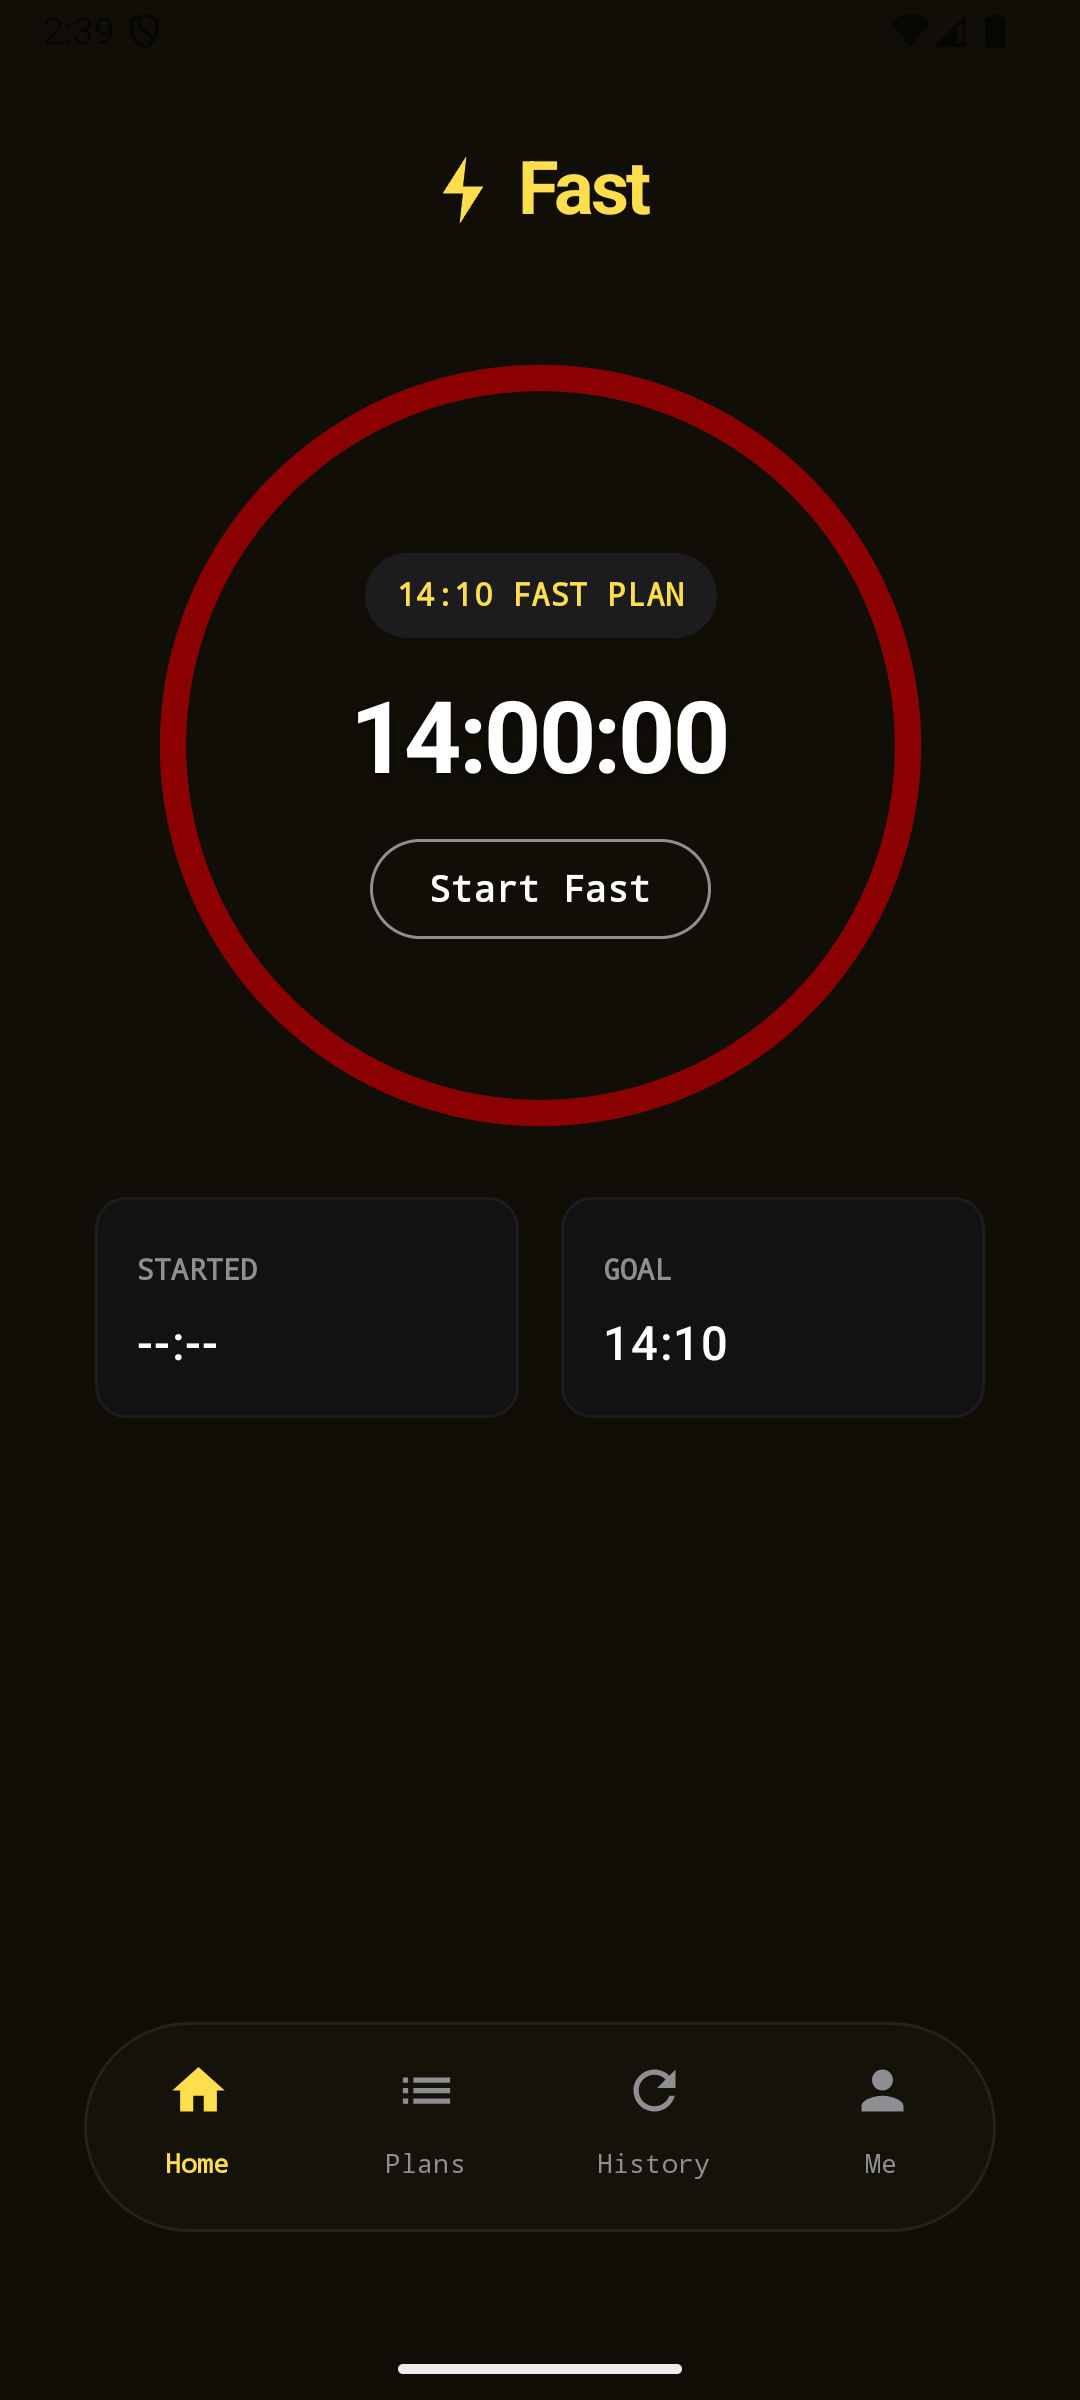 2:39
Fast
14:10 FAST PLAN
14:00:00
Start Fast
STARTED
--:--
GOAL
14:10
Home
Plans
History
Me